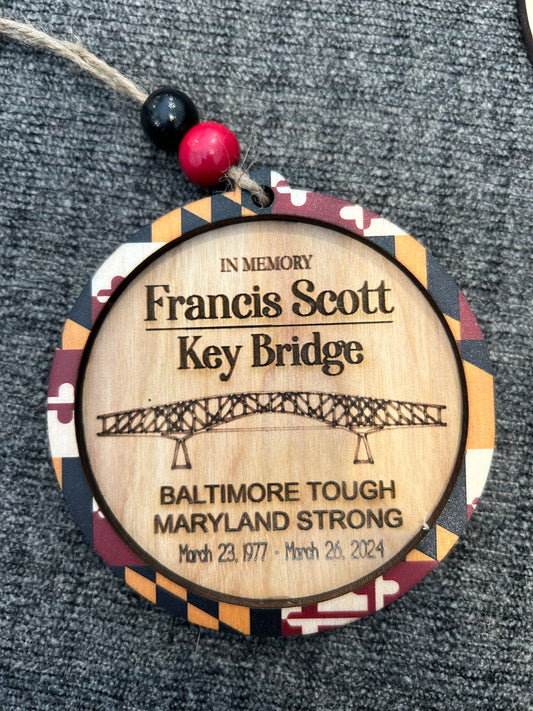 IN MEMORY
Francis Scott
Key Bridge
BALTIMORE TOUGH
MARYLAND STRONG
March 23, 1977 - March 26, 2024